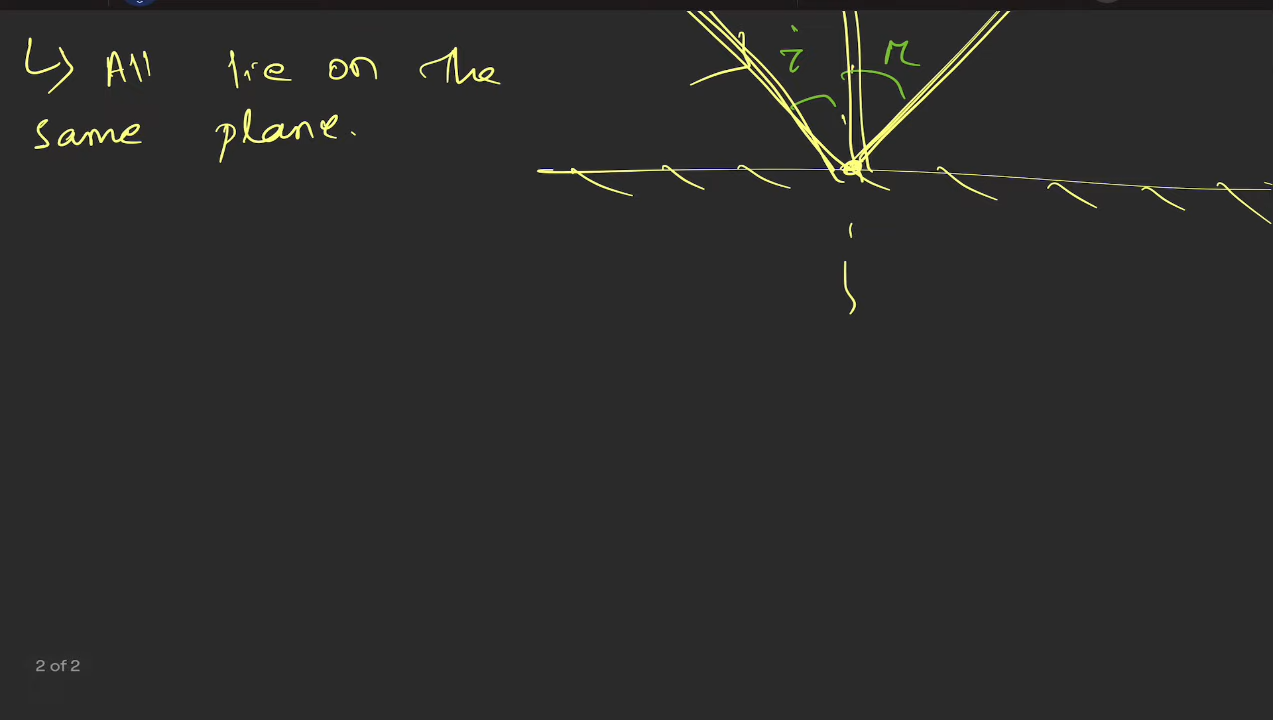 ↳ All lie on the
same plane.
i r
2 of 2